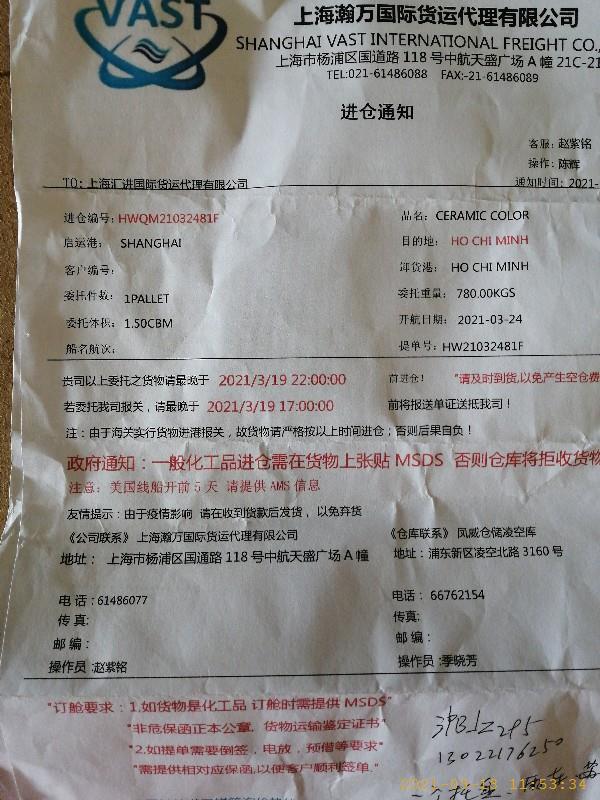 VAST
上海瀚万国际货运代理有限公司
SHANGHAI VAST INTERNATIONAL FREIGHT CO.,
上海市杨浦区国道路 118 号中航天盛广场 A 幢 21C-21
TEL:021-61486088 FAX:-21-61486089
进仓通知
客服: 赵紫铭
操作: 陈辉
TO: 上海汇进国际货运代理有限公司 通知时间: 2021-
进仓编号: HWQM21032481F 品名: CERAMIC COLOR
启运港: SHANGHAI 目的地: HO CHI MINH
客户编号: 卸货港: HO CHI MINH
委托件数: 1PALLET 委托重量: 780.00KGS
委托体积: 1.50CBM 开航日期: 2021-03-24
船名航次: 提单号: HW21032481F
贵司以上委托之货物请最晚于 2021/3/19 22:00:00 前进仓! "请及时到货,以免产生空仓费
若委托我司报关，请最晚于 2021/3/19 17:00:00 前将报送单证送抵我司！
注：由于海关实行货物进港报关，故货物请严格按以上时间进仓；否则后果自负！
政府通知：一般化工品进仓需在货物上张贴 MSDS 否则仓库将拒收货物
注意: 美国线船开前 5 天 请提供 AMS 信息
友情提示：由于疫情影响 请在收到货款后发货，以免弃货
《公司联系》上海瀚万国际货运代理有限公司 《仓库联系》凤威仓储凌空库
地址： 上海市杨浦区国通路 118 号中航天盛广场 A 幢 地址：浦东新区凌空北路 3160 号
电 话 : 61486077 电话： 66762154
传 真: 传 真：
邮 编： 邮 编：
操作员 :赵紫铭 操作员 :季晓芳
"订舱要求：1.如货物是化工品 订舱时需提供 MSDS"
"非危保函正本公章, 货物运输鉴定证书"
"2.如提单需要倒签，电放，预借等要求"
"需提供相对应保函,以便客户顺利签单."
13022176250